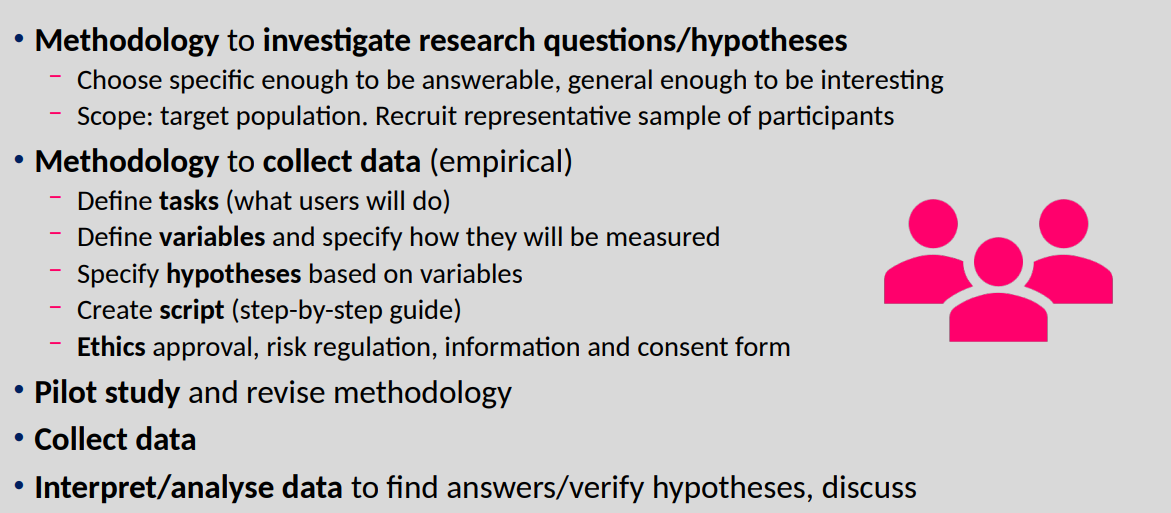 • Methodology to investigate research questions/hypotheses
– Choose specific enough to be answerable, general enough to be interesting
– Scope: target population. Recruit representative sample of participants
• Methodology to collect data (empirical)
– Define tasks (what users will do)
– Define variables and specify how they will be measured
– Specify hypotheses based on variables
– Create script (step-by-step guide)
– Ethics approval, risk regulation, information and consent form
• Pilot study and revise methodology
• Collect data
• Interpret/analyse data to find answers/verify hypotheses, discuss